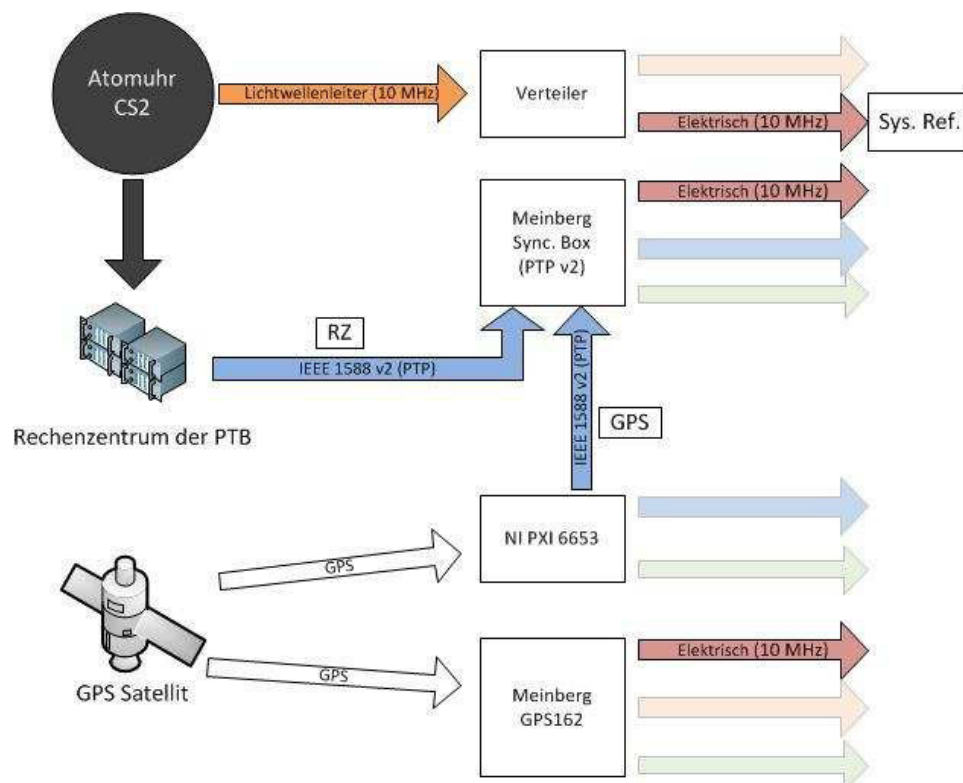 Atomuhr
CS2
Lichtwellenleiter (10 MHz)
Verteiler
Elektrisch (10 MHz)
Sys. Ref.
Elektrisch (10 MHz)
Meinberg
Sync. Box
(PTP v2)
RZ
IEEE 1588 v2 (PTP)
IEEE 1588 v2 (PTP)
GPS
Rechenzentrum der PTB
NI PXI 6653
GPS
GPS
GPS Satellit
Elektrisch (10 MHz)
Meinberg
GPS162